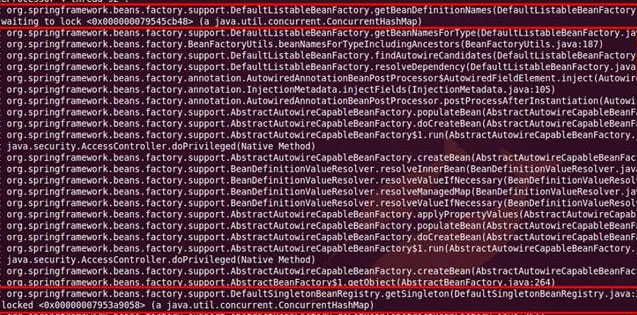 org.springframework.beans.factory.support.DefaultListableBeanFactory.getBeanDefinitionNames(DefaultListableBeanFactory
waiting to lock <0x000000079545cb48> (a java.util.concurrent.ConcurrentHashMap)
org.springframework.beans.factory.support.DefaultListableBeanFactory.getBeanNamesForType(DefaultListableBeanFactory.ja
org.springframework.beans.factory.BeanFactoryUtils.beanNamesForTypeIncludingAncestors(BeanFactoryUtils.java:187)
org.springframework.beans.factory.support.DefaultListableBeanFactory.findAutowireCandidates(DefaultListableBeanFactory
org.springframework.beans.factory.support.DefaultListableBeanFactory.resolveDependency(DefaultListableBeanFactory.java
org.springframework.beans.factory.annotation.AutowiredAnnotationBeanPostProcessor$AutowiredFieldElement.inject(Autowir
org.springframework.beans.factory.annotation.InjectionMetadata.injectFields(InjectionMetadata.java:105)
org.springframework.beans.factory.annotation.AutowiredAnnotationBeanPostProcessor.postProcessAfterInstantiation(Autowi
org.springframework.beans.factory.support.AbstractAutowireCapableBeanFactory.populateBean(AbstractAutowireCapableBeanF
org.springframework.beans.factory.support.AbstractAutowireCapableBeanFactory.doCreateBean(AbstractAutowireCapableBeanF
org.springframework.beans.factory.support.AbstractAutowireCapableBeanFactory$1.run(AbstractAutowireCapableBeanFactory.
java.security.AccessController.doPrivileged(Native Method)
org.springframework.beans.factory.support.AbstractAutowireCapableBeanFactory.createBean(AbstractAutowireCapableBeanFac
org.springframework.beans.factory.support.BeanDefinitionValueResolver.resolveInnerBean(BeanDefinitionValueResolver.jav
org.springframework.beans.factory.support.BeanDefinitionValueResolver.resolveValueIfNecessary(BeanDefinitionValueResol
org.springframework.beans.factory.support.BeanDefinitionValueResolver.resolveManagedMap(BeanDefinitionValueResolver.ja
org.springframework.beans.factory.support.BeanDefinitionValueResolver.resolveValueIfNecessary(BeanDefinitionValueResol
org.springframework.beans.factory.support.AbstractAutowireCapableBeanFactory.applyPropertyValues(AbstractAutowireCapab
org.springframework.beans.factory.support.AbstractAutowireCapableBeanFactory.populateBean(AbstractAutowireCapableBeanF
org.springframework.beans.factory.support.AbstractAutowireCapableBeanFactory.doCreateBean(AbstractAutowireCapableBeanF
org.springframework.beans.factory.support.AbstractAutowireCapableBeanFactory$1.run(AbstractAutowireCapableBeanFactory.
java.security.AccessController.doPrivileged(Native Method)
org.springframework.beans.factory.support.AbstractAutowireCapableBeanFactory.createBean(AbstractAutowireCapableBeanFac
org.springframework.beans.factory.support.AbstractBeanFactory$1.getObject(AbstractBeanFactory.java:264)
org.springframework.beans.factory.support.DefaultSingletonBeanRegistry.getSingleton(DefaultSingletonBeanRegistry.java:
locked <0x00000007953a9058> (a java.util.concurrent.ConcurrentHashMap)